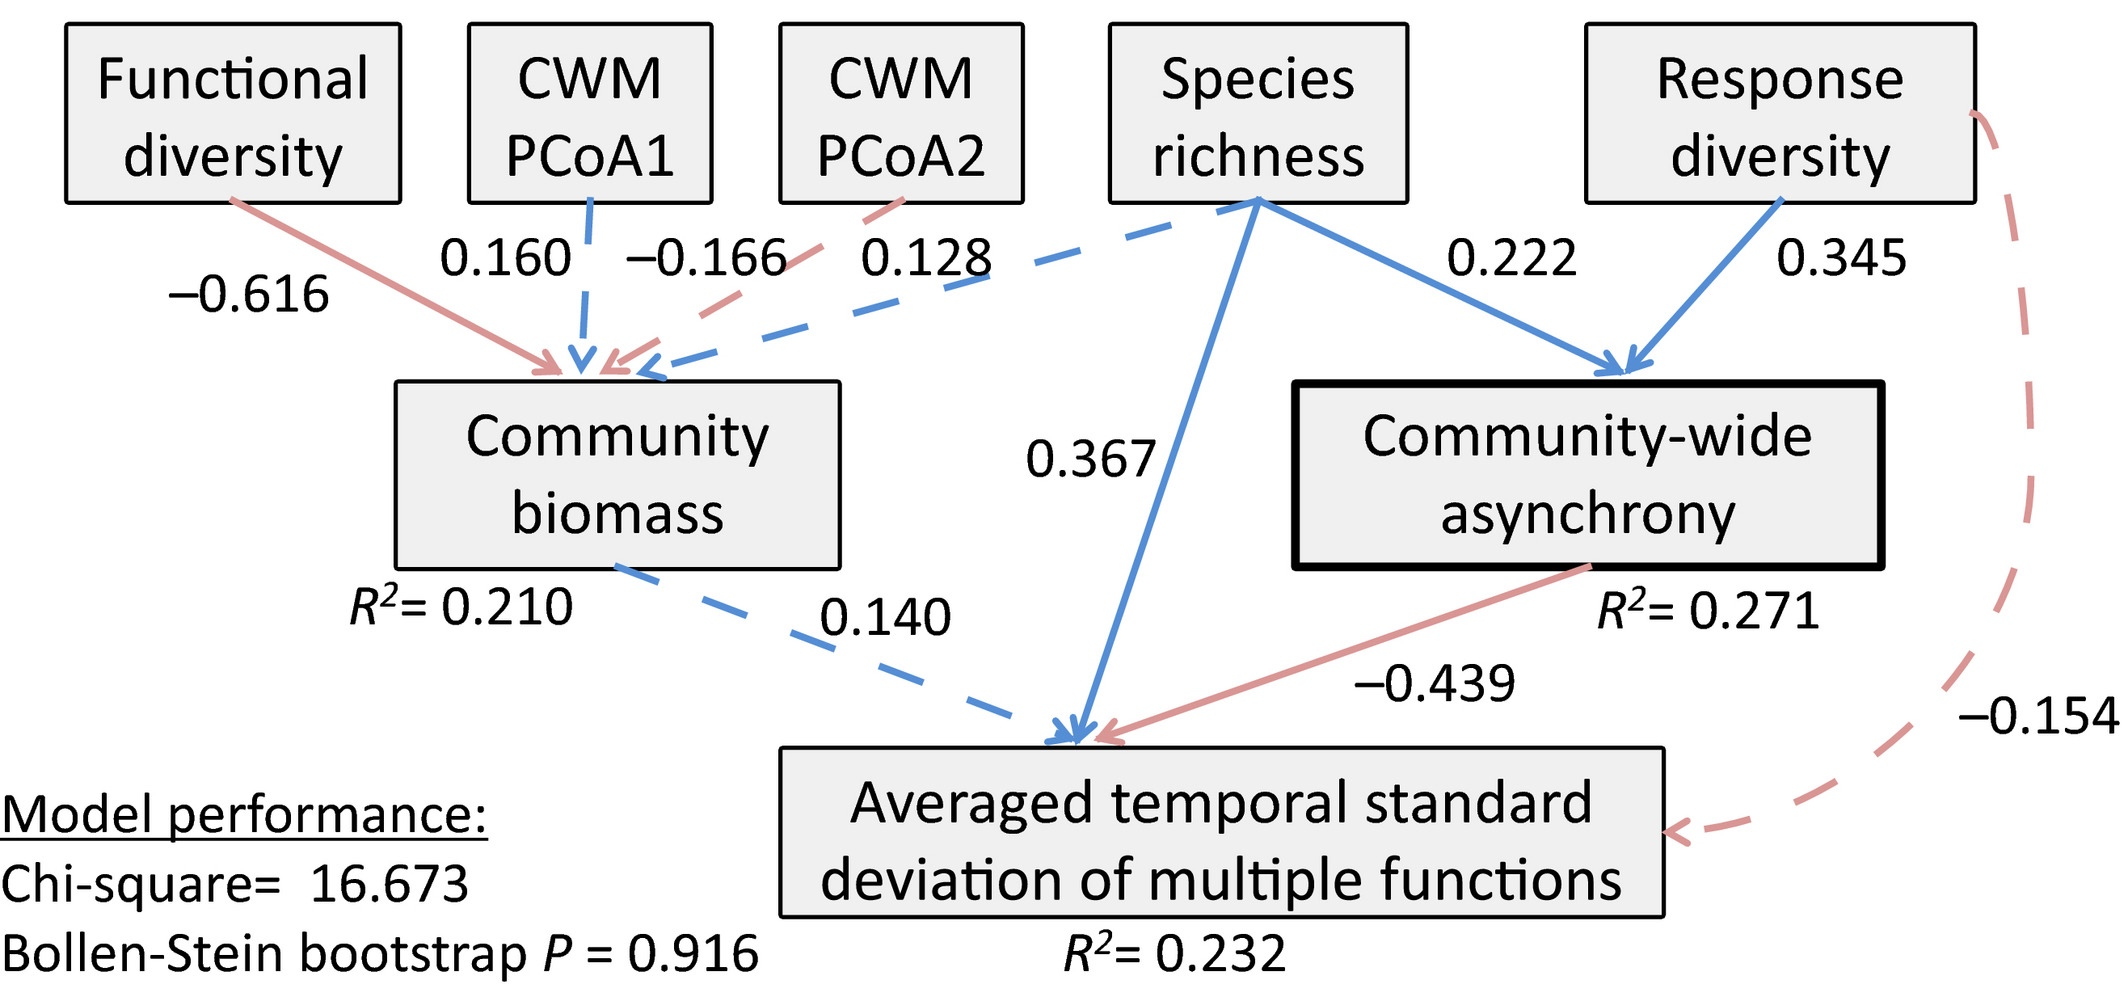 Functional
diversity
CWM
PCoA1
CWM
PCoA2
Species
richness
Response
diversity
–0.616
0.160
–0.166
0.128
0.222
0.345
Community
biomass
R²= 0.210
0.367
Community-wide
asynchrony
R²= 0.271
0.140
–0.439
–0.154
Averaged temporal standard
deviation of multiple functions
R²= 0.232
Model performance:
Chi-square=  16.673
Bollen-Stein bootstrap P = 0.916